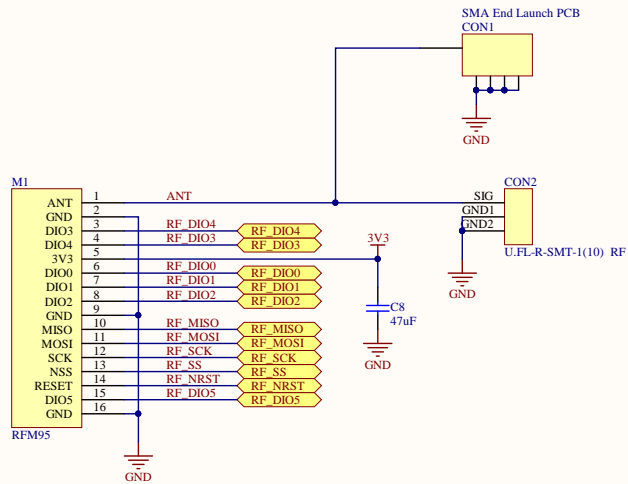 SMA End Launch PCB
CON1
GND
M1
ANT 1 ANT
GND 2
DIO3 3 RF_DIO4 RF_DIO4
DIO4 4 RF_DIO3 RF_DIO3
3V3 5
DIO0 6 RF_DIO0 RF_DIO0
DIO1 7 RF_DIO1 RF_DIO1
DIO2 8 RF_DIO2 RF_DIO2
GND 9
MISO 10 RF_MISO RF_MISO
MOSI 11 RF_MOSI RF_MOSI
SCK 12 RF_SCK RF_SCK
NSS 13 RF_SS RF_SS
RESET 14 RF_NRST RF_NRST
DIO5 15 RF_DIO5 RF_DIO5
GND 16
RFM95
GND
3V3
C8
47uF
GND
CON2
SIG
GND1
GND2
U.FL-R-SMT-1(10) RF
GND